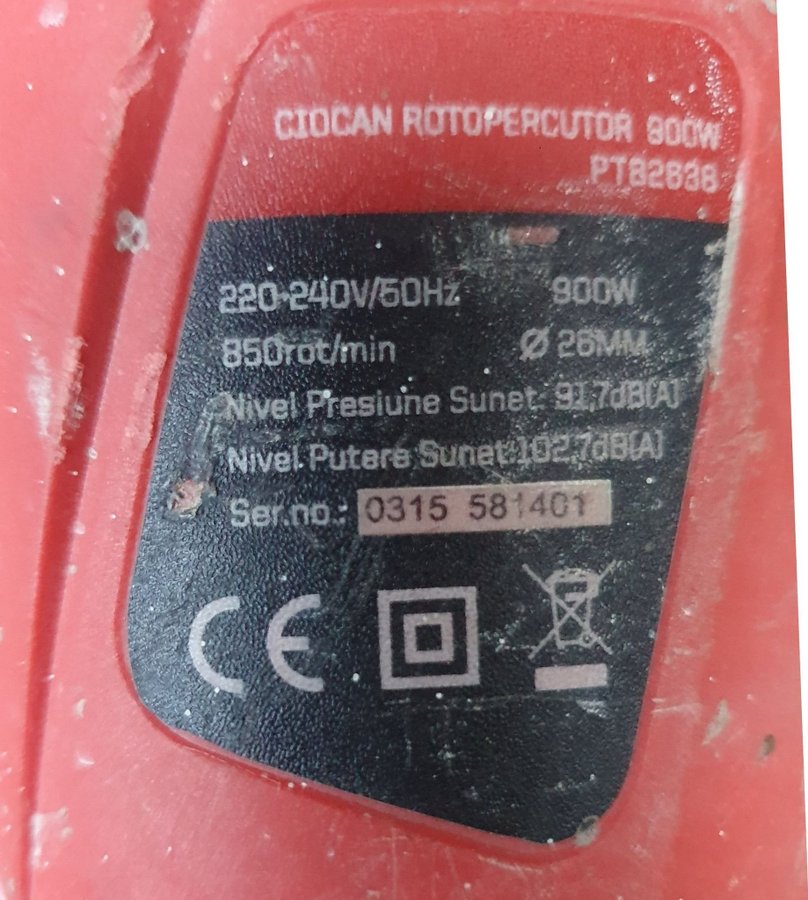 CIOCAN ROTOPERCUTOR 900W
PT82638
220-240V/50Hz 900W
850rot/min Ø 26MM
Nivel Presiune Sunet: 91,7dB(A)
Nivel Putere Sunet:102,7dB(A)
Ser.no.: 0315 581401
CE